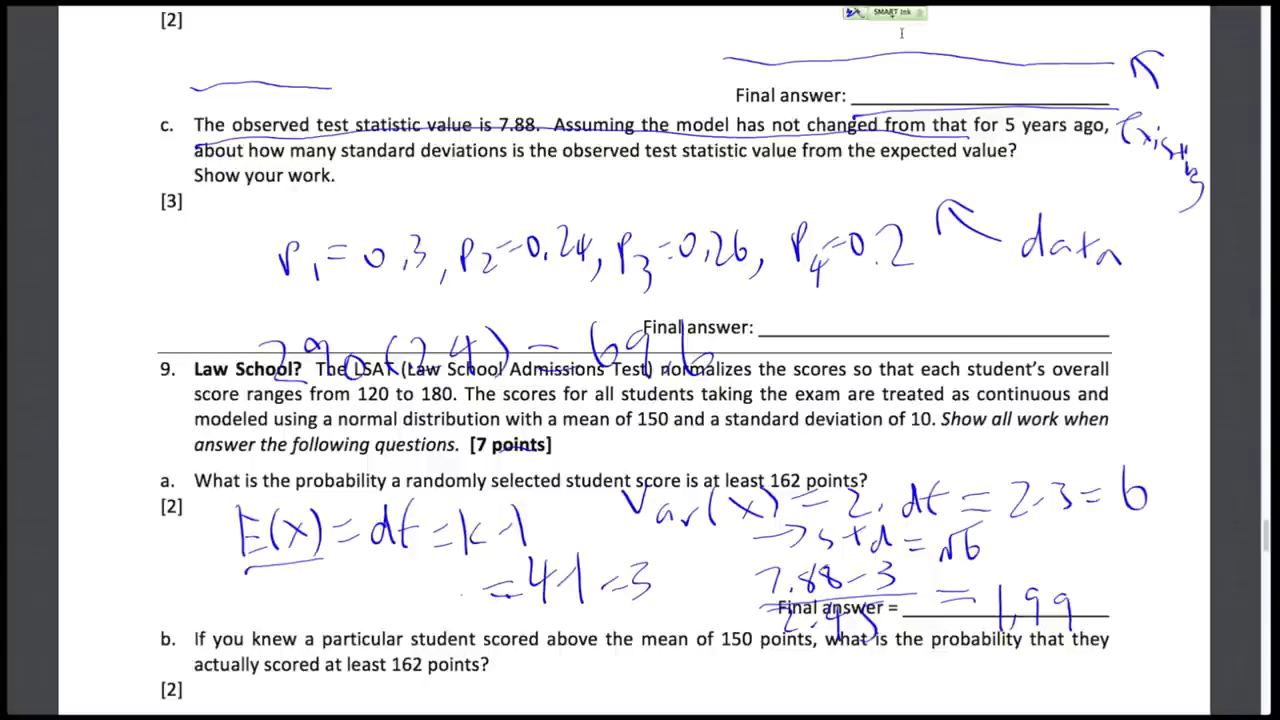 [2]
SMART Ink
Final answer:
c. The observed test statistic value is 7.88. Assuming the model has not changed from that for 5 years ago,
about how many standard deviations is the observed test statistic value from the expected value?
Show your work.
Existing
[3]
P1 = 0.3, P2 = 0.24, P3 = 0.26, P4 = 0.2
data
Final answer:
290(.24) = 69.6
9. Law School? The LSAT (Law School Admissions Test) normalizes the scores so that each student's overall
score ranges from 120 to 180. The scores for all students taking the exam are treated as continuous and
modeled using a normal distribution with a mean of 150 and a standard deviation of 10. Show all work when
answer the following questions. [7 points]
a. What is the probability a randomly selected student score is at least 162 points?
[2]
Var(x) = 2. df = 2.3 = 6
E(x) = df = k-1
→ std = √6
= 4-1 = 3
7.88-3
= 1.99
Final answer =
2.45
b. If you knew a particular student scored above the mean of 150 points, what is the probability that they
actually scored at least 162 points?
[2]